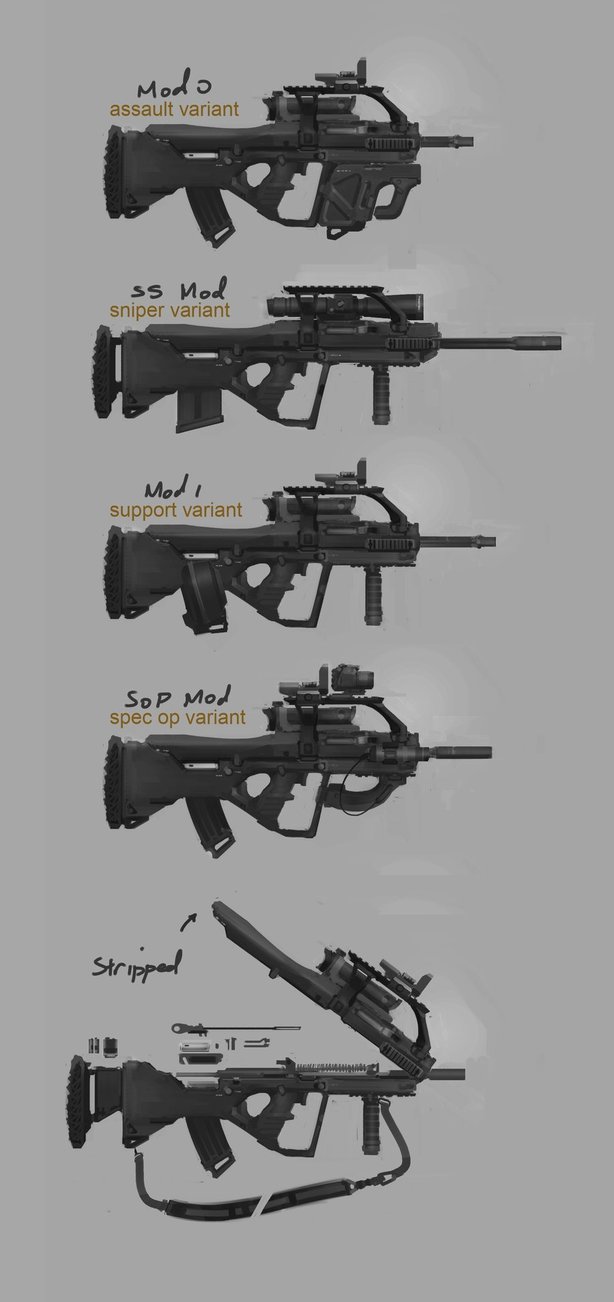 Mod 0
assault variant
SS Mod
sniper variant
Mod 1
support variant
SOP Mod
spec op variant
Stripped